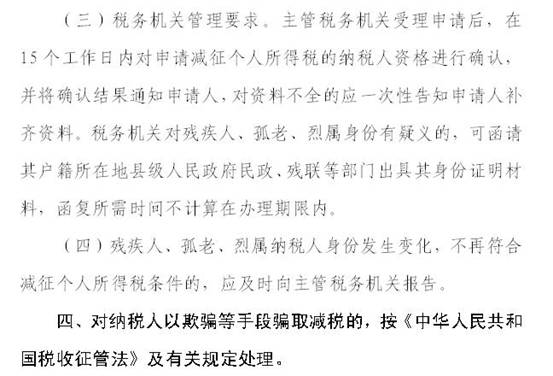 （三）税务机关管理要求。主管税务机关受理申请后，在
15个工作日内对申请减征个人所得税的纳税人资格进行确认，
并将确认结果通知申请人，对资料不全的应一次性告知申请人补
齐资料。税务机关对残疾人、孤老、烈属身份有疑义的，可函请
其户籍所在地县级人民政府民政、残联等部门出具其身份证明材
料，函复所需时间不计算在办理期限内。
（四）残疾人、孤老、烈属纳税人身份发生变化，不再符合
减征个人所得税条件的，应及时向主管税务机关报告。
四、对纳税人以欺骗等手段骗取减税的，按《中华人民共和
国税收征管法》及有关规定处理。